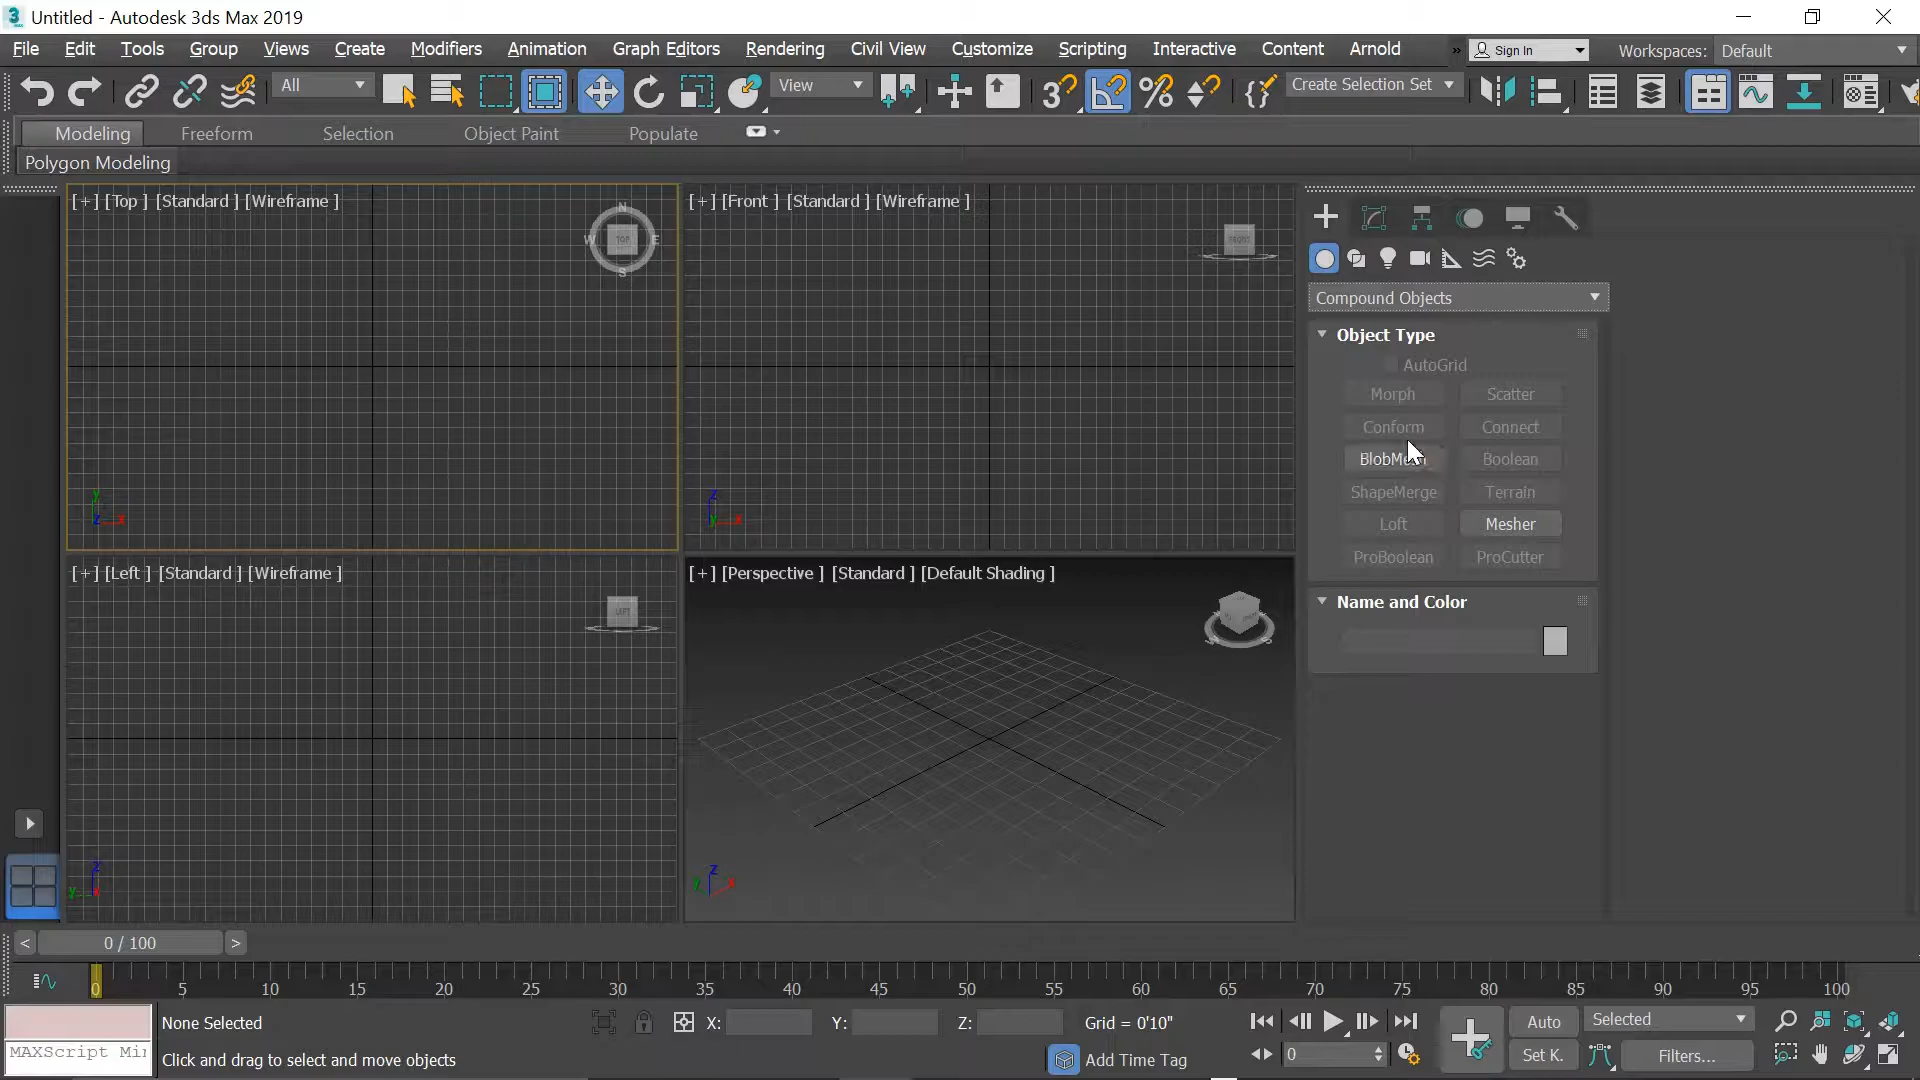 Untitled - Autodesk 3ds Max 2019
File Edit Tools Group Views Create Modifiers Animation Graph Editors Rendering Civil View Customize Scripting Interactive Content Arnold » Sign In Workspaces: Default
All View 3 Create Selection Set
Modeling Freeform Selection Object Paint Populate
Polygon Modeling
[+] [Top ] [Standard ] [Wireframe ]
N
W TOP E
S
y
z x
[+] [Front ] [Standard ] [Wireframe ]
FRONT
z
y x
[+] [Left ] [Standard ] [Wireframe ]
LEFT
z
y x
[+] [Perspective ] [Standard ] [Default Shading ]
z
y x
Compound Objects
Object Type
AutoGrid
Morph Scatter
Conform Connect
Boolean
ShapeMerge Terrain
Loft Mesher
ProBoolean ProCutter
Name and Color
< 0 / 100 >
0 5 10 15 20 25 30 35 40 45 50 55 60 65 70 75 80 85 90 95 100
None Selected X: Y: Z: Grid = 0'10" Auto Selected
MAXScript Mi Click and drag to select and move objects Add Time Tag 0 Set K. Filters...